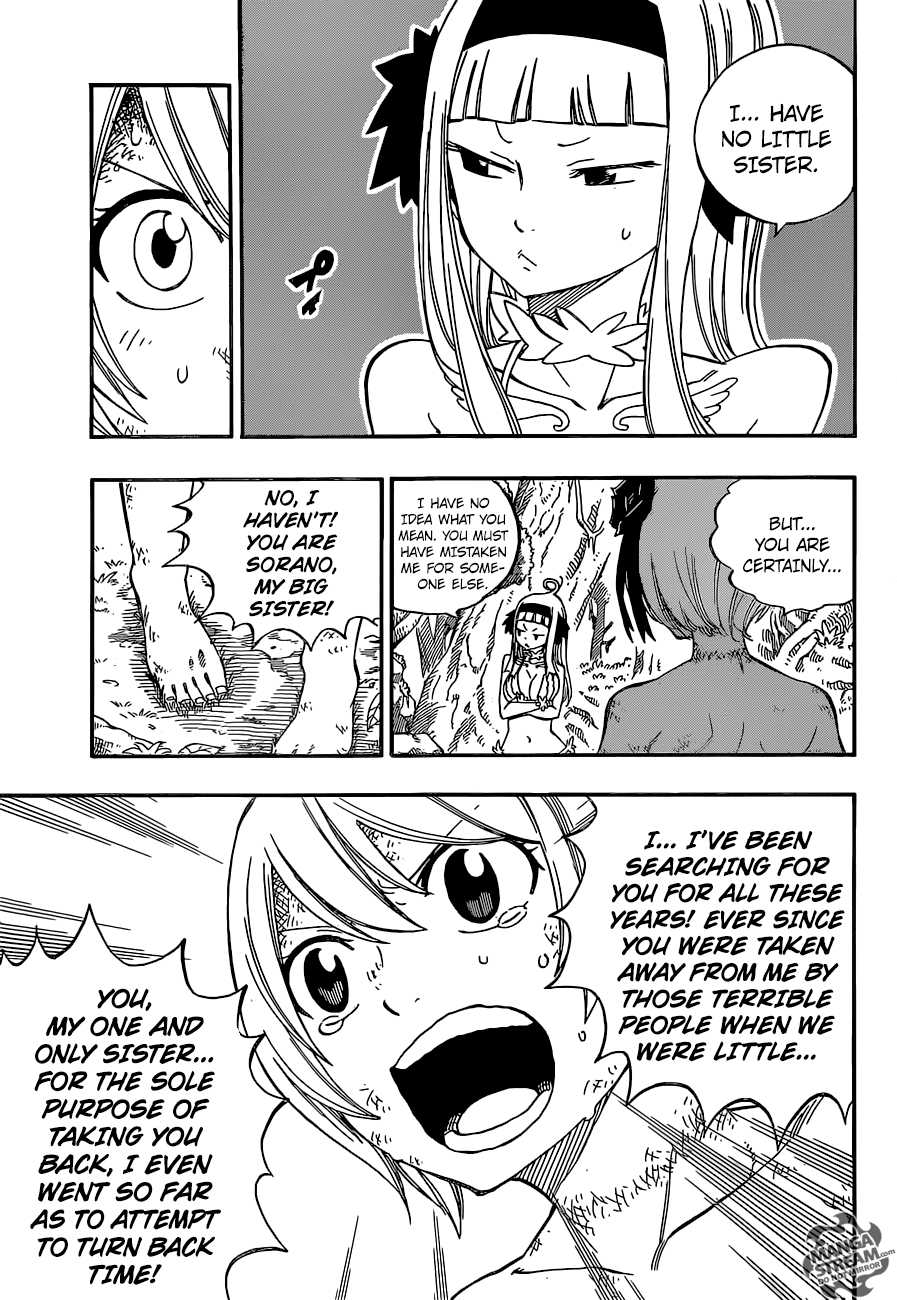 I... HAVE
NO LITTLE
SISTER.
BUT...
YOU ARE
CERTAINLY...
I HAVE NO
IDEA WHAT YOU
MEAN. YOU MUST
HAVE MISTAKEN
ME FOR SOME-
ONE ELSE.
NO, I
HAVEN'T!
YOU ARE
SORANO,
MY BIG
SISTER!
I... I'VE BEEN
SEARCHING FOR
YOU FOR ALL THESE
YEARS! EVER SINCE
YOU WERE TAKEN
AWAY FROM ME BY
THOSE TERRIBLE
PEOPLE WHEN WE
WERE LITTLE...
YOU,
MY ONE AND
ONLY SISTER...
FOR THE SOLE
PURPOSE OF
TAKING YOU
BACK, I EVEN
WENT SO FAR
AS TO ATTEMPT
TO TURN BACK
TIME!
MANGA
STREAM.com
DO NOT MIRROR